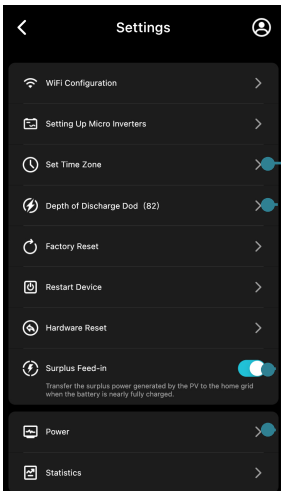 Settings
WiFi Configuration
Setting Up Micro Inverters
Set Time Zone
Depth of Discharge Dod (82)
Factory Reset
Restart Device
Hardware Reset
Surplus Feed-in
Transfer the surplus power generated by the PV to the home grid
when the battery is nearly fully charged.
Power
Statistics